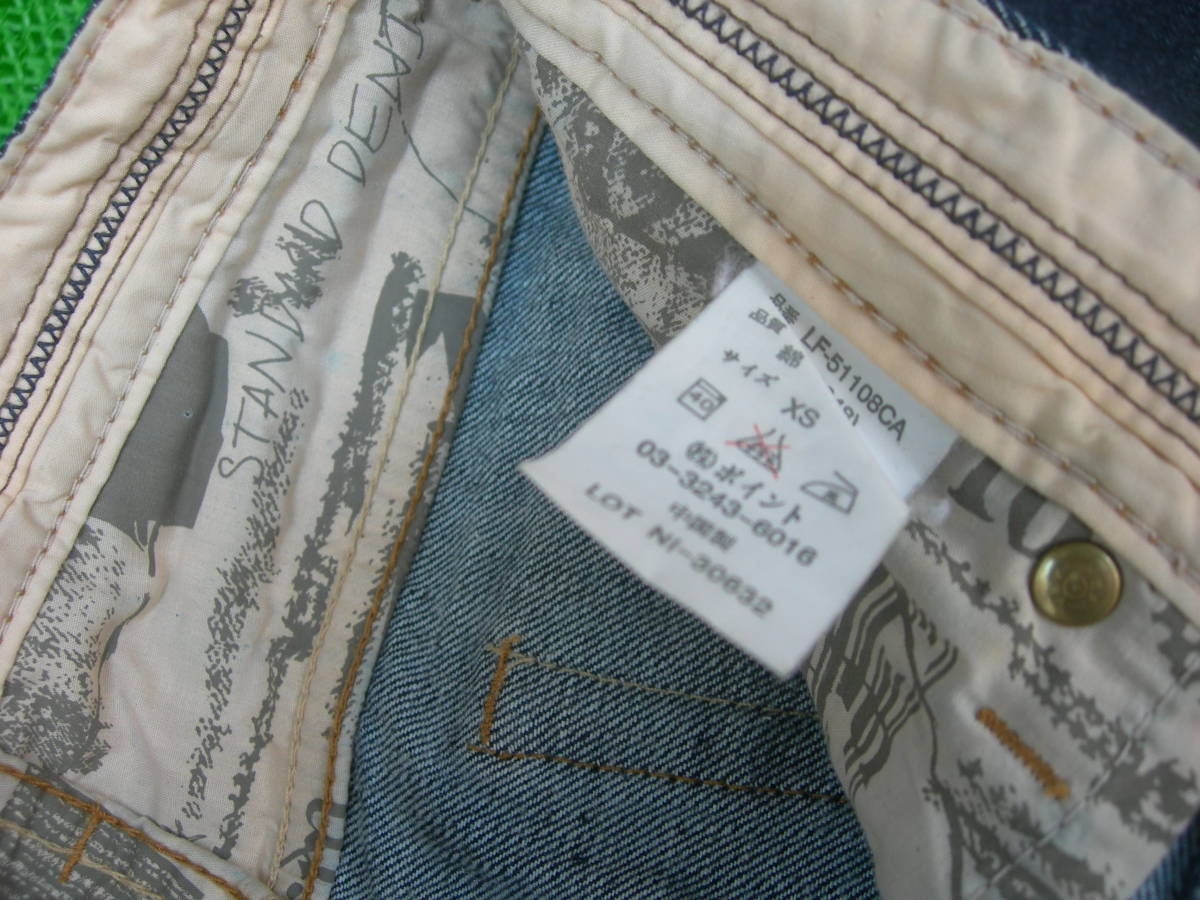 STANDAAD DENI
品番 LF-51108CA
品質 綿
サイズ XS
40
㈱ポイント
03-3243-6016
中国製
LOT NI-30632